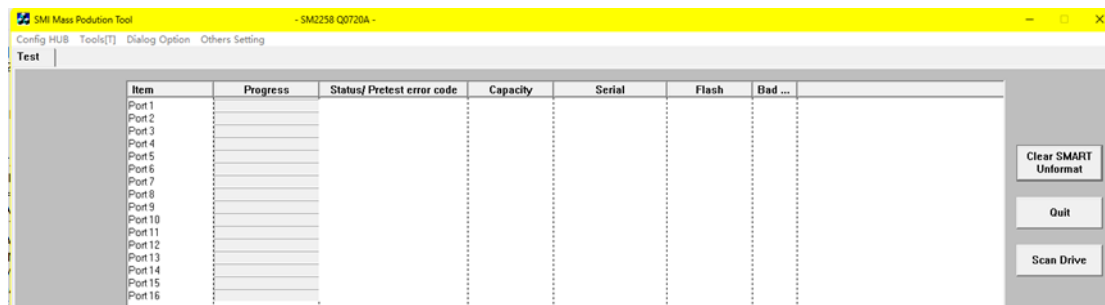 SMI Mass Podution Tool - SM2258 Q0720A -
Config HUB Tools[T] Dialog Option Others Setting
Test
Item Progress Status/ Pretest error code Capacity Serial Flash Bad ...
Port 1
Port 2
Port 3
Port 4
Port 5
Port 6
Port 7
Port 8
Port 9
Port 10
Port 11
Port 12
Port 13
Port 14
Port 15
Port 16
Clear SMART
Unformat
Quit
Scan Drive